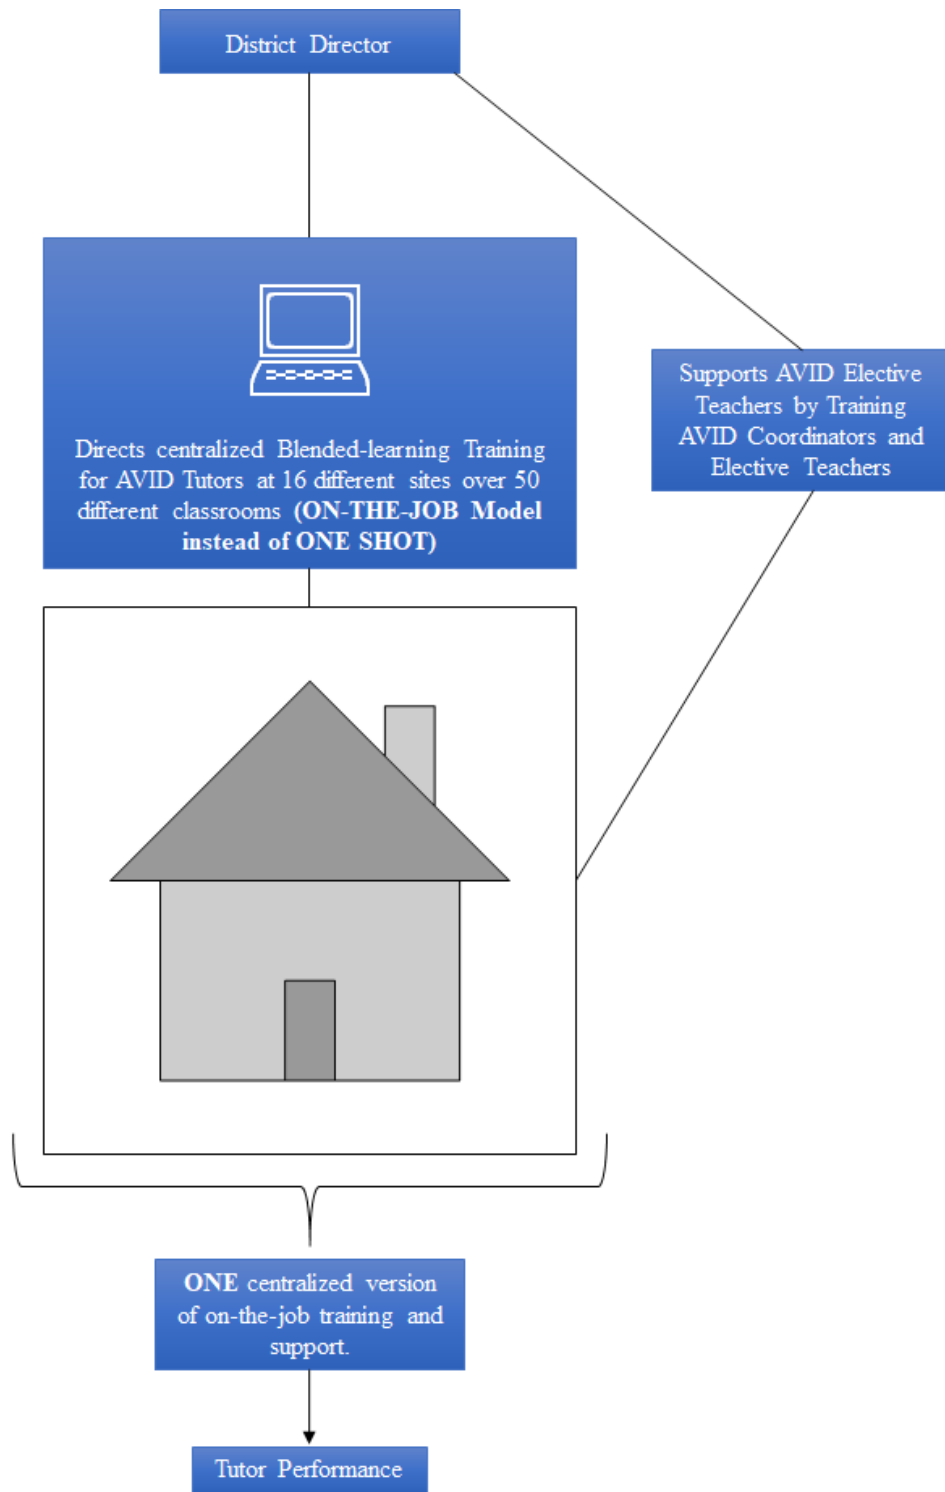 District Director
Directs centralized Blended-learning Training
for AVID Tutors at 16 different sites over 50
different classrooms (ON-THE-JOB Model
instead of ONE SHOT)
Supports AVID Elective
Teachers by Training
AVID Coordinators and
Elective Teachers
ONE centralized version
of on-the-job training and
support.
Tutor Performance